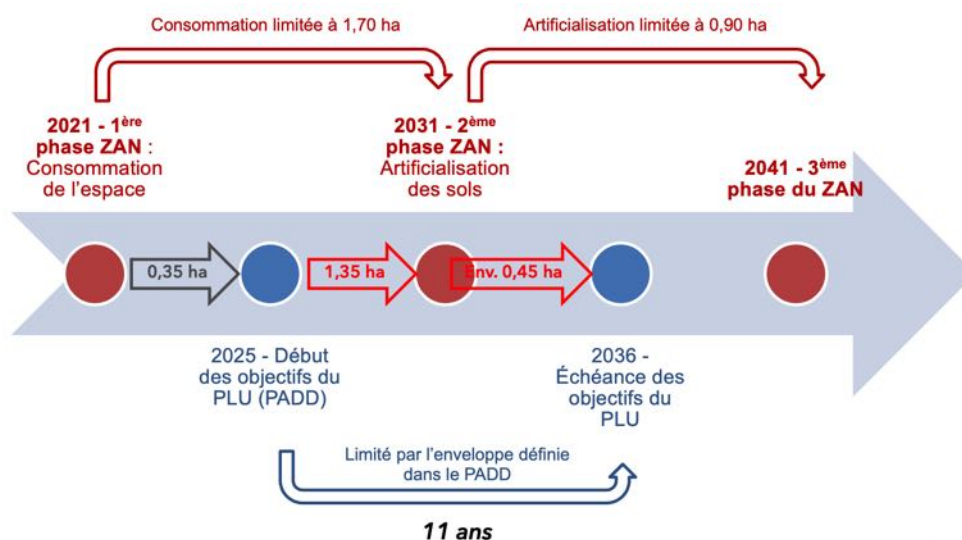 Consommation limitée à 1,70 ha
Artificialisation limitée à 0,90 ha
2021 - 1ère
phase ZAN :
Consommation
de l'espace
2031 - 2ème
phase ZAN :
Artificialisation
des sols
2041 - 3ème
phase du ZAN
0,35 ha
1,35 ha
Env. 0,45 ha
2025 - Début
des objectifs du
PLU (PADD)
2036 -
Échéance des
objectifs du
PLU
Limité par l'enveloppe définie
dans le PADD
11 ans